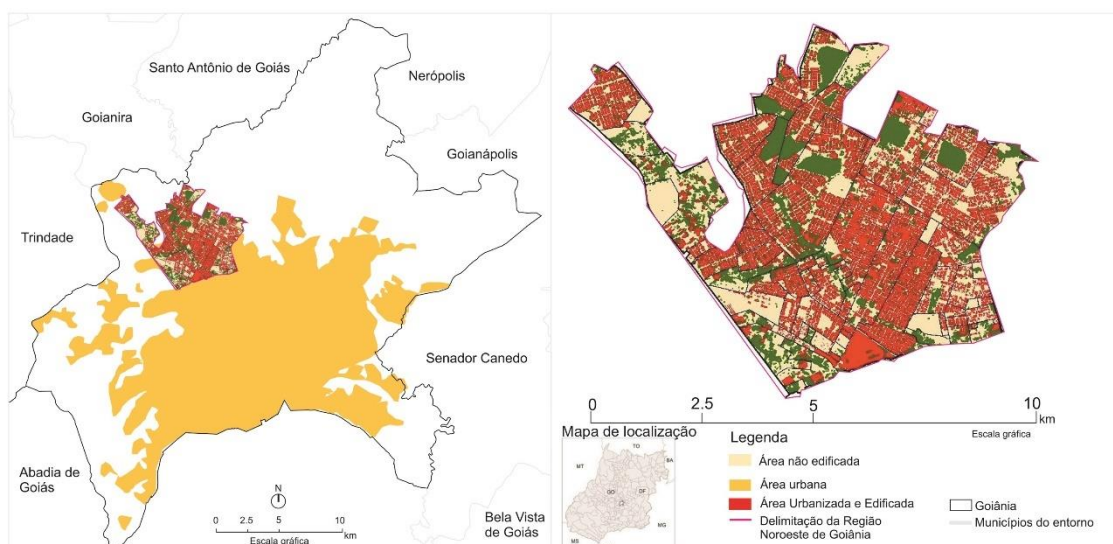 Santo Antônio de Goiás
Nerópolis
Goianira
Goianápolis
Trindade
Senador Canedo
Abadia de
Goiás
Bela Vista
de Goiás
N
0 2.5 5 10
km
Escala gráfica
0 2.5 5 10
km
Escala gráfica
Mapa de localização
TO
BA
MT
GO
DF
MG
MS
Legenda
Área não edificada
Área urbana
Área Urbanizada e Edificada
Delimitação da Região
Noroeste de Goiânia
Goiânia
Municípios do entorno